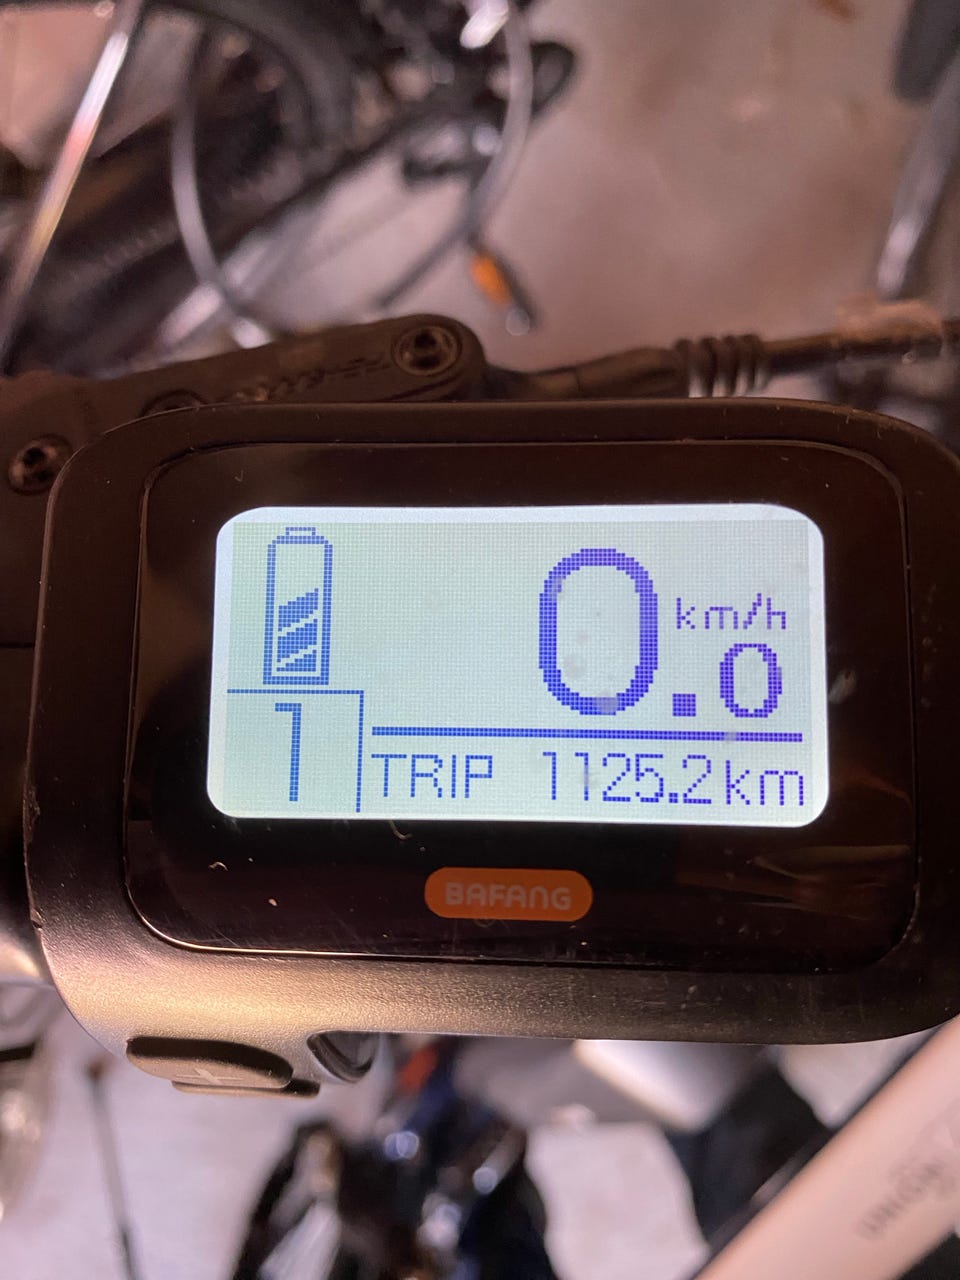 0.0 km/h
1
TRIP 1125.2km
BAFANG
+